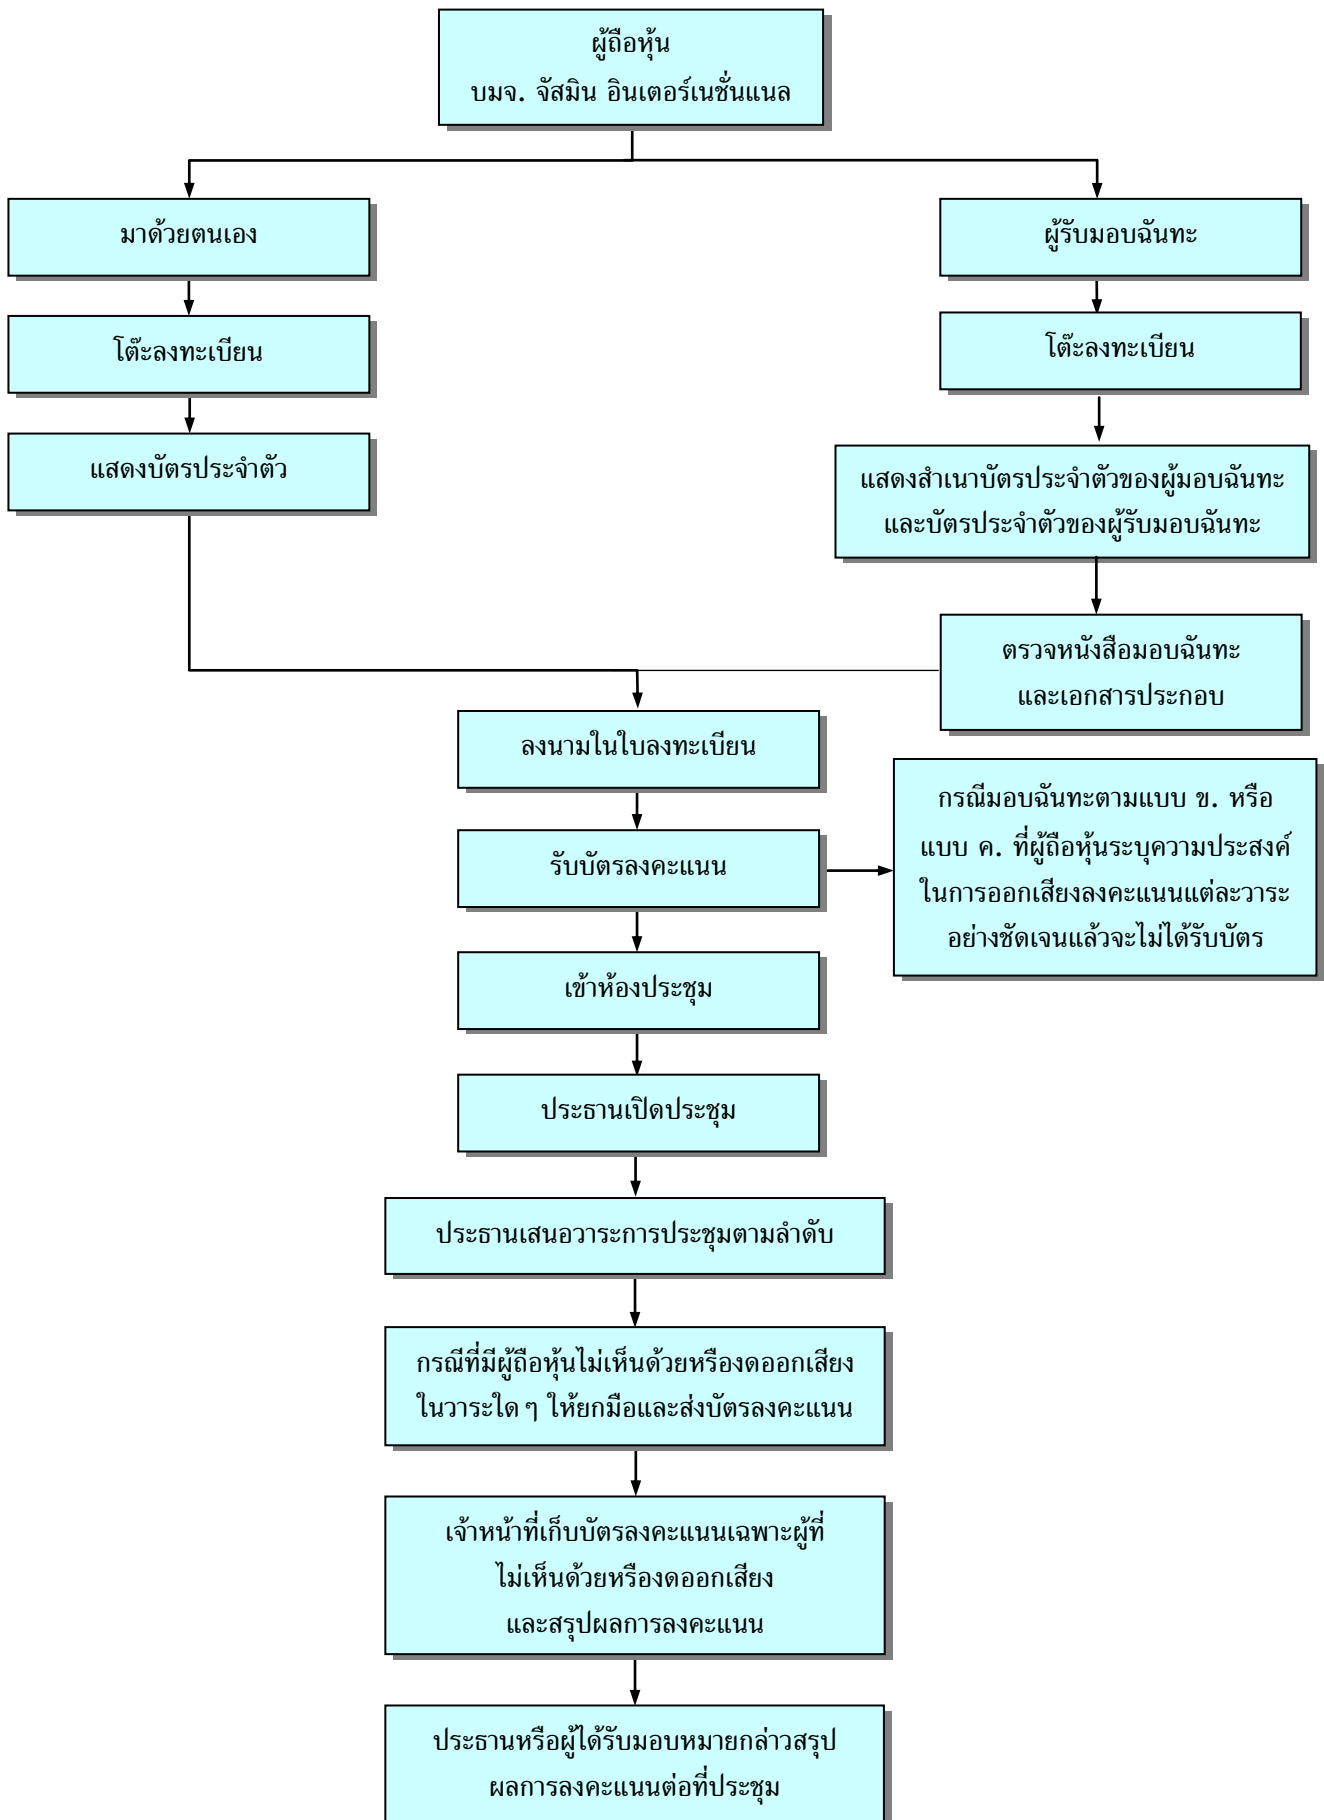 ผู้ถือหุ้น
บมจ. จัสมิน อินเตอร์เนชั่นแนล
มาด้วยตนเอง
ผู้รับมอบฉันทะ
โต๊ะลงทะเบียน
โต๊ะลงทะเบียน
แสดงบัตรประจำตัว
แสดงสำเนาบัตรประจำตัวของผู้มอบฉันทะ
และบัตรประจำตัวของผู้รับมอบฉันทะ
ตรวจหนังสือมอบฉันทะ
และเอกสารประกอบ
ลงนามในใบลงทะเบียน
รับบัตรลงคะแนน
กรณีมอบฉันทะตามแบบ ข. หรือ
แบบ ค. ที่ผู้ถือหุ้นระบุความประสงค์
ในการออกเสียงลงคะแนนแต่ละวาระ
อย่างชัดเจนแล้วจะไม่ได้รับบัตร
เข้าห้องประชุม
ประธานเปิดประชุม
ประธานเสนอวาระการประชุมตามลำดับ
กรณีที่มีผู้ถือหุ้นไม่เห็นด้วยหรืองดออกเสียง
ในวาระใด ๆ ให้ยกมือและส่งบัตรลงคะแนน
เจ้าหน้าที่เก็บบัตรลงคะแนนเฉพาะผู้ที่
ไม่เห็นด้วยหรืองดออกเสียง
และสรุปผลการลงคะแนน
ประธานหรือผู้ได้รับมอบหมายกล่าวสรุป
ผลการลงคะแนนต่อที่ประชุม